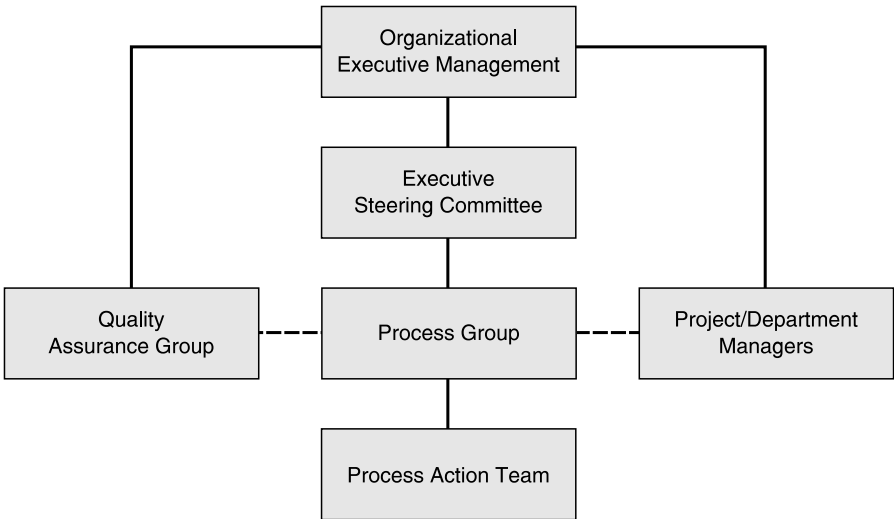 Organizational
Executive Management
Executive
Steering Committee
Quality
Assurance Group
Process Group
Project/Department
Managers
Process Action Team